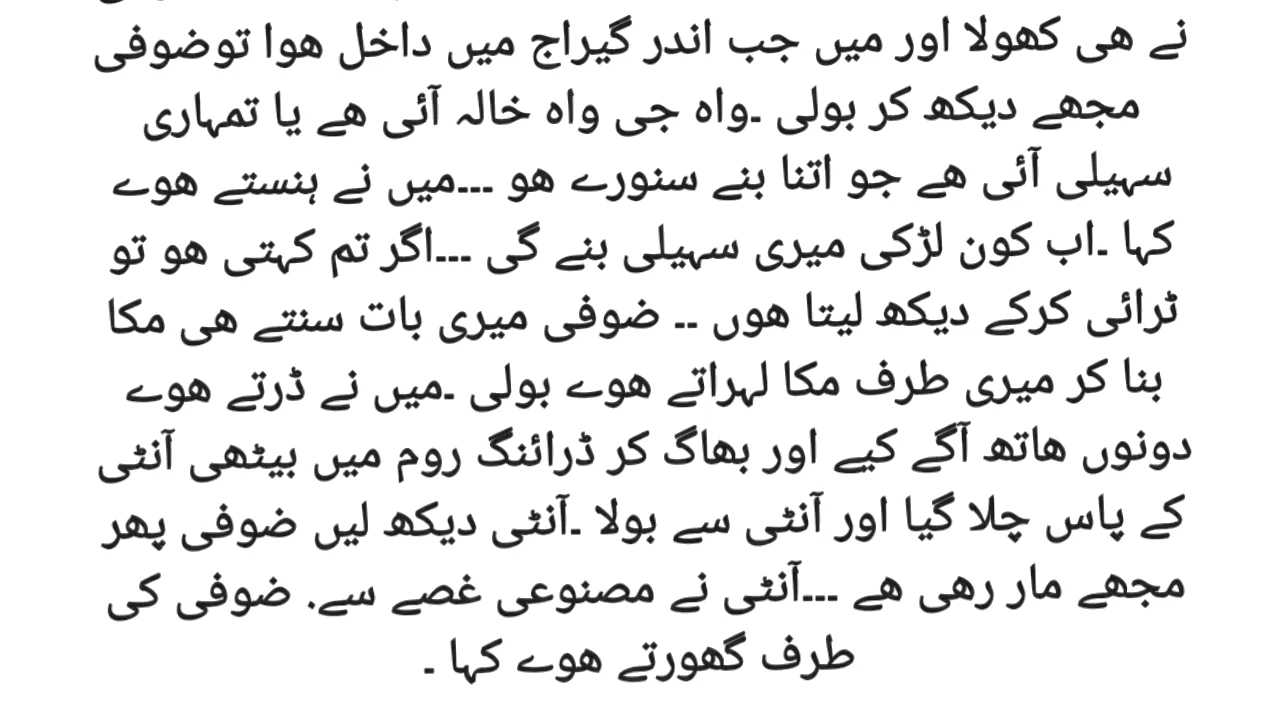 نے ھی کھولا اور میں جب اندر گیراج میں داخل ھوا توضوفی
مجھے دیکھ کر بولی ۔واہ جی واہ خالہ آئی ھے یا تمہاری
سہیلی آئی ھے جو اتنا بنے سنورے ھو ۔۔۔میں نے ہنستے ھوے
کہا ۔اب کون لڑکی میری سہیلی بنے گی ۔۔۔اگر تم کہتی ھو تو
ٹرائی کرکے دیکھ لیتا ھوں ۔۔ ضوفی میری بات سنتے ھی مکا
بنا کر میری طرف مکا لہراتے ھوے بولی ۔میں نے ڈرتے ھوے
دونوں ھاتھ آگے کیے اور بھاگ کر ڈرائنگ روم میں بیٹھی آنٹی
کے پاس چلا گیا اور آنٹی سے بولا ۔آنٹی دیکھ لیں ضوفی پھر
مجھے مار رھی ھے ۔۔۔آنٹی نے مصنوعی غصے سے. ضوفی کی
طرف گھورتے ھوے کہا ۔